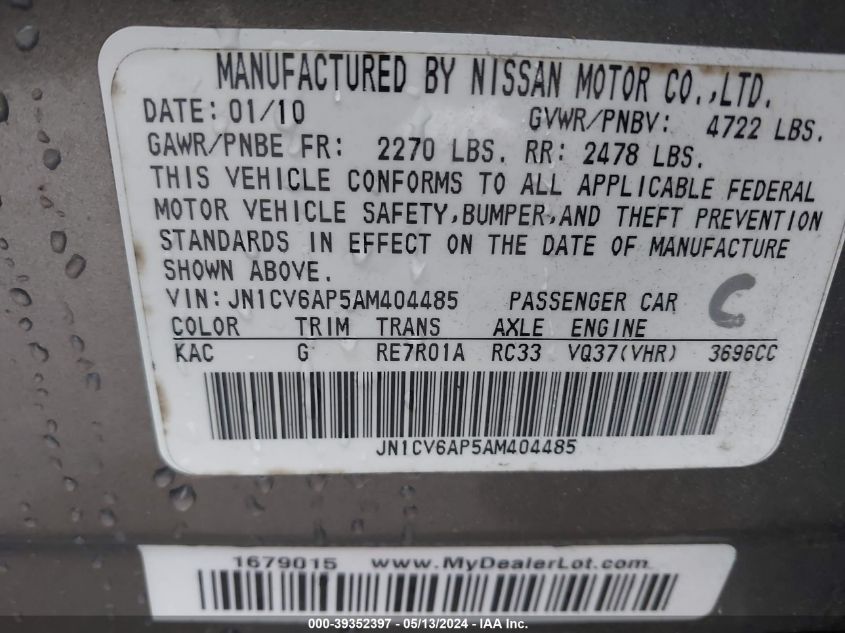 MANUFACTURED BY NISSAN MOTOR CO.,LTD.
DATE: 01/10 GVWR/PNBV: 4722 LBS.
GAWR/PNBE FR: 2270 LBS. RR: 2478 LBS.
THIS VEHICLE CONFORMS TO ALL APPLICABLE FEDERAL
MOTOR VEHICLE SAFETY,BUMPER,AND THEFT PREVENTION
STANDARDS IN EFFECT ON THE DATE OF MANUFACTURE
SHOWN ABOVE.
VIN: JN1CV6AP5AM404485 PASSENGER CAR C
COLOR TRIM TRANS AXLE ENGINE
KAC G RE7R01A RC33 VQ37(VHR) 3696CC
JN1CV6AP5AM404485
1679015 www.MyDealerLot.com
000-39352397 - 05/13/2024 - IAA Inc.